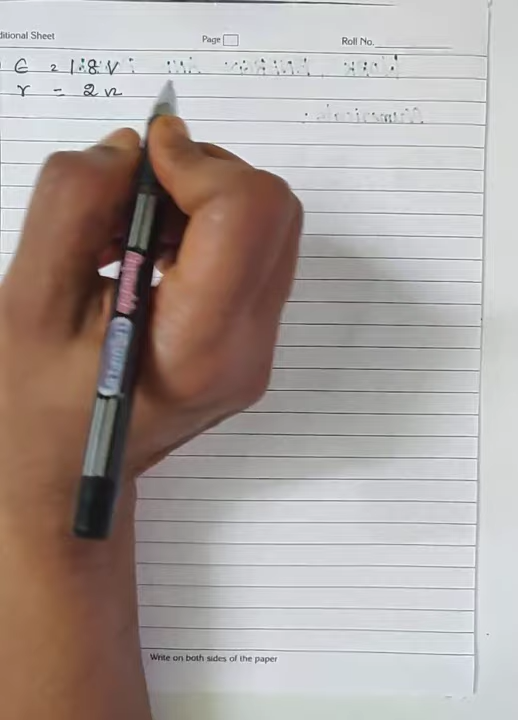 ditional Sheet
Page
Roll No.
ε = 1.8 V
r = 2 Ω
Write on both sides of the paper